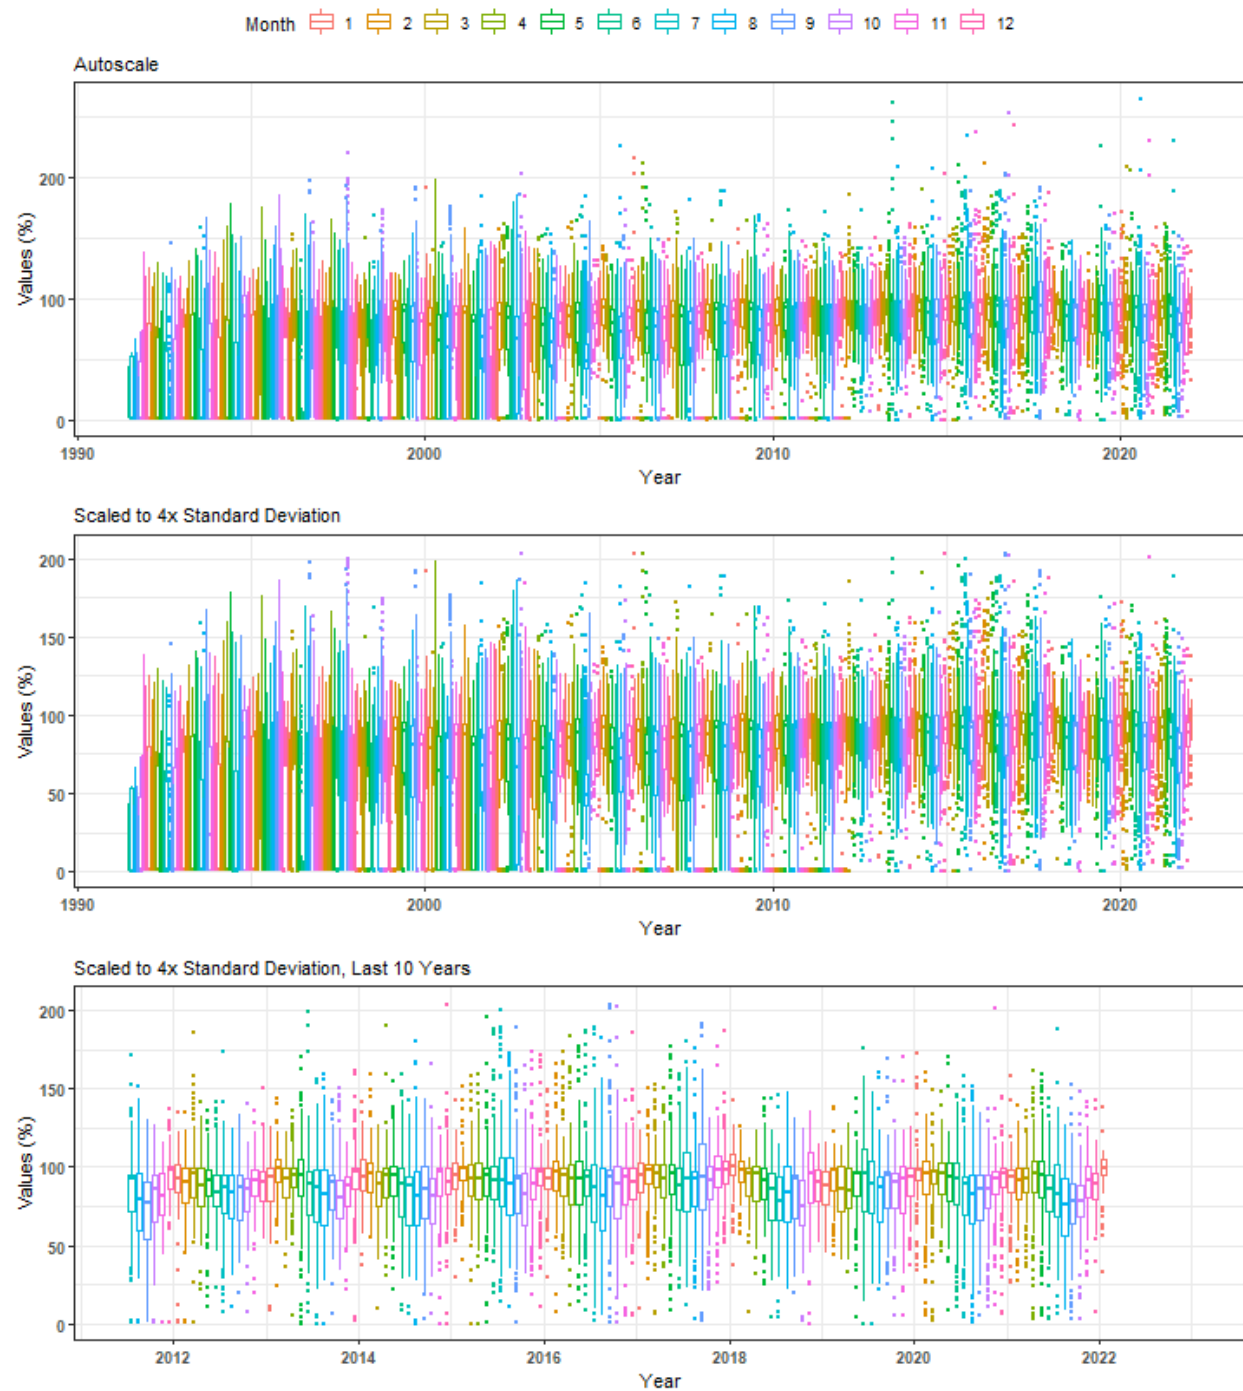 Month 1 2 3 4 5 6 7 8 9 10 11 12
Autoscale
Values (%)
200
100
0
1990 2000 2010 2020
Year
Scaled to 4x Standard Deviation
Values (%)
200
150
100
50
0
1990 2000 2010 2020
Year
Scaled to 4x Standard Deviation, Last 10 Years
Values (%)
200
150
100
50
0
2012 2014 2016 2018 2020 2022
Year